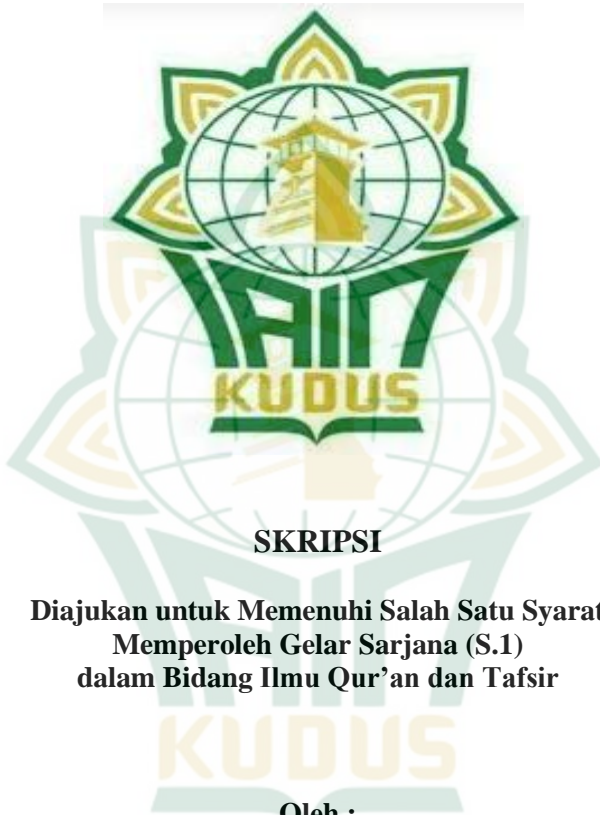 IAIN
KUDUS
SKRIPSI
Diajukan untuk Memenuhi Salah Satu Syarat
Memperoleh Gelar Sarjana (S.1)
dalam Bidang Ilmu Qur’an dan Tafsir
KUDUS
Oleh :